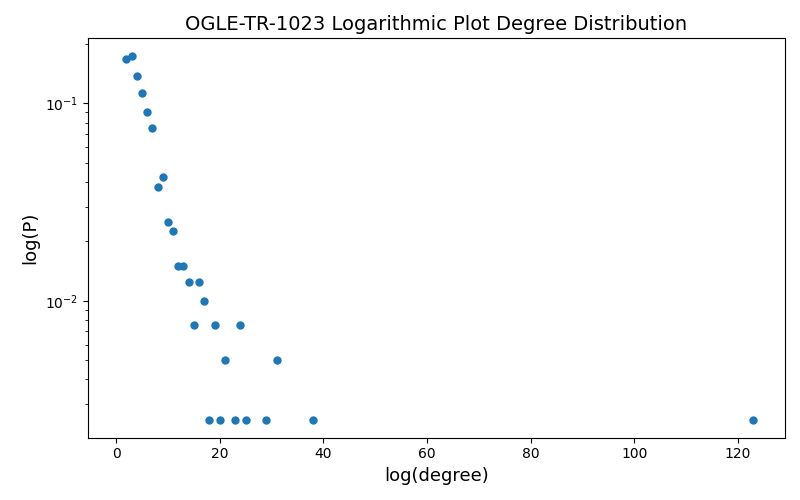 OGLE-TR-1023 Logarithmic Plot Degree Distribution
log(P)
10⁻¹
10⁻²
0 20 40 60 80 100 120
log(degree)